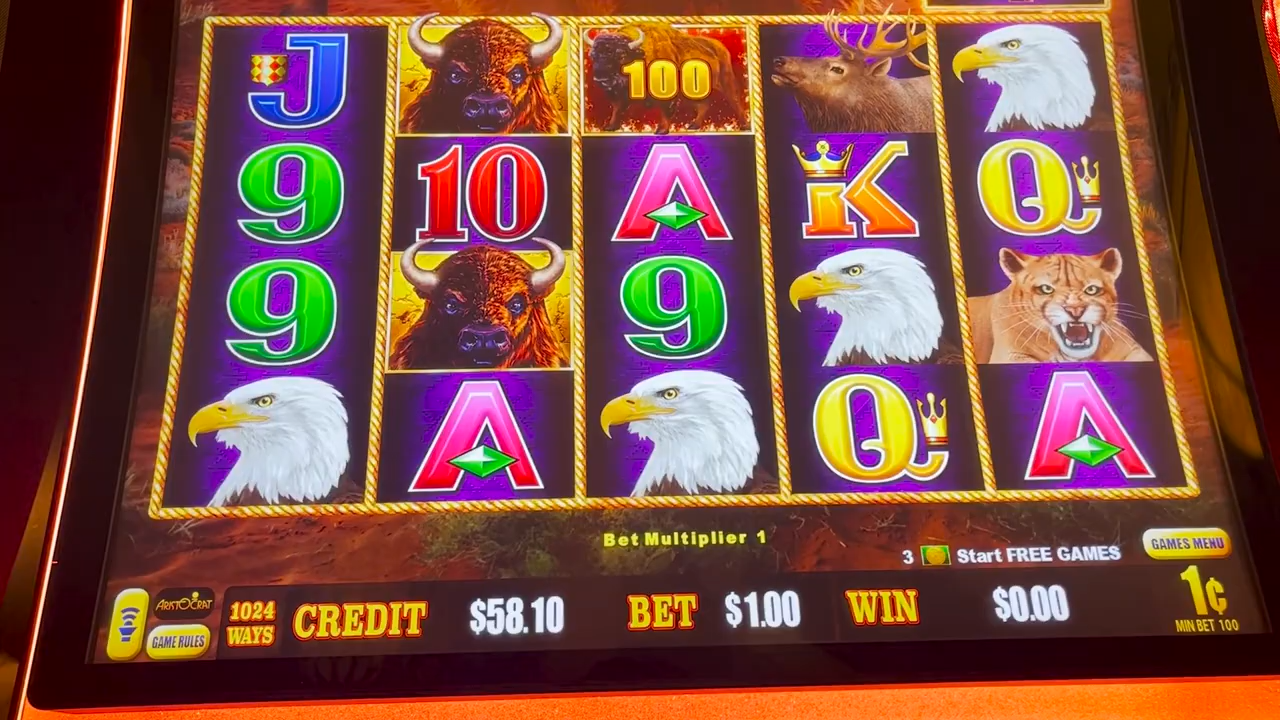 J 100
9 10 A K Q
9 9
A Q A
Bet Multiplier 1
3 Start FREE GAMES
GAMES MENU
ARISTOCRAT
GAME RULES
1024 WAYS
CREDIT $58.10 BET $1.00 WIN $0.00
1¢
MIN BET 100